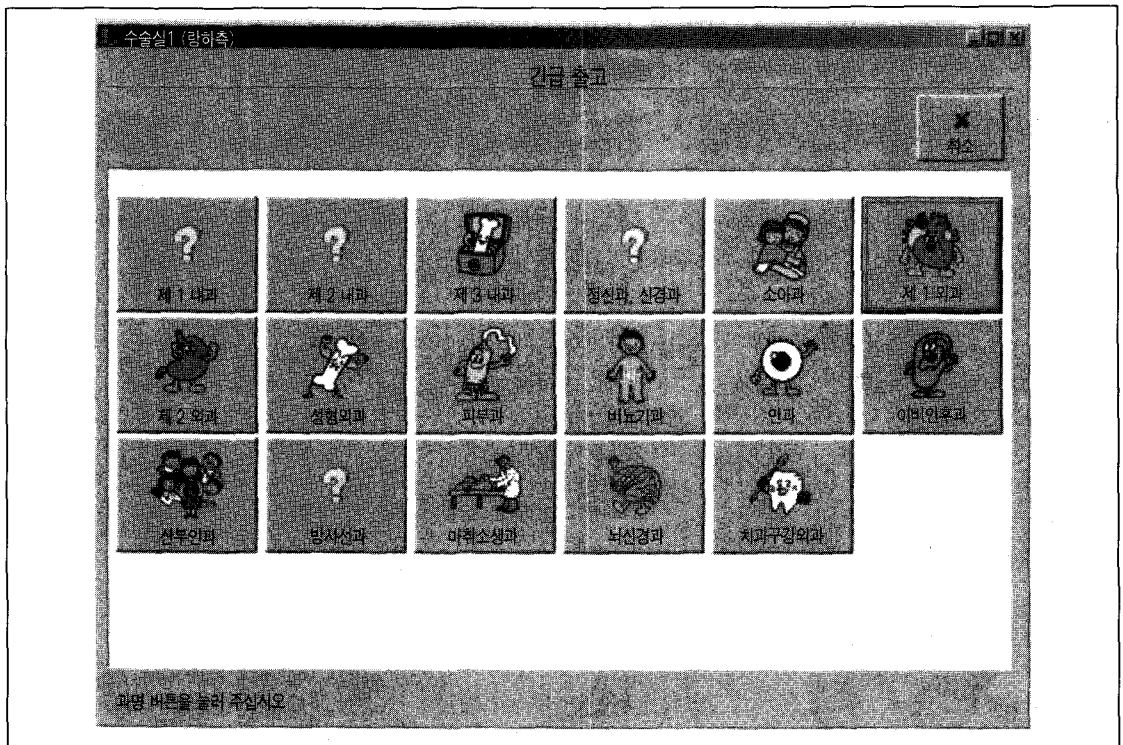 수술실1 (랑하측)
긴급 출고
취소
제 1 내과
제 2 내과
제 3 내과
정신과, 신경과
소아과
제 1 외과
제 2 외과
성형외과
피부과
비뇨기과
안과
이비인후과
산부인과
방사선과
마취소생과
뇌신경과
치과구강외과
과명 버튼을 눌러 주십시오